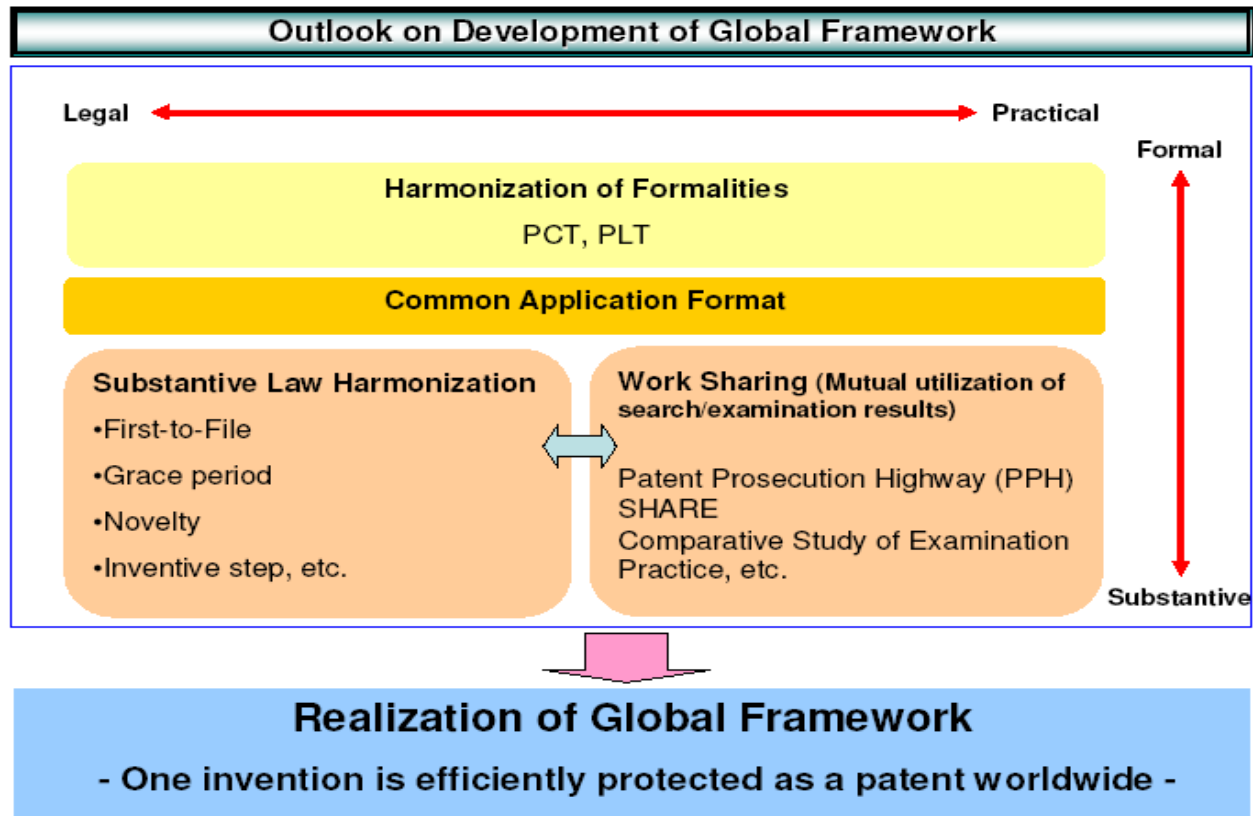 Outlook on Development of Global Framework
Legal
Practical
Formal
Harmonization of Formalities
PCT, PLT
Common Application Format
Substantive Law Harmonization
•First-to-File
•Grace period
•Novelty
•Inventive step, etc.
Work Sharing (Mutual utilization of
search/examination results)
Patent Prosecution Highway (PPH)
SHARE
Comparative Study of Examination
Practice, etc.
Substantive
Realization of Global Framework
- One invention is efficiently protected as a patent worldwide -